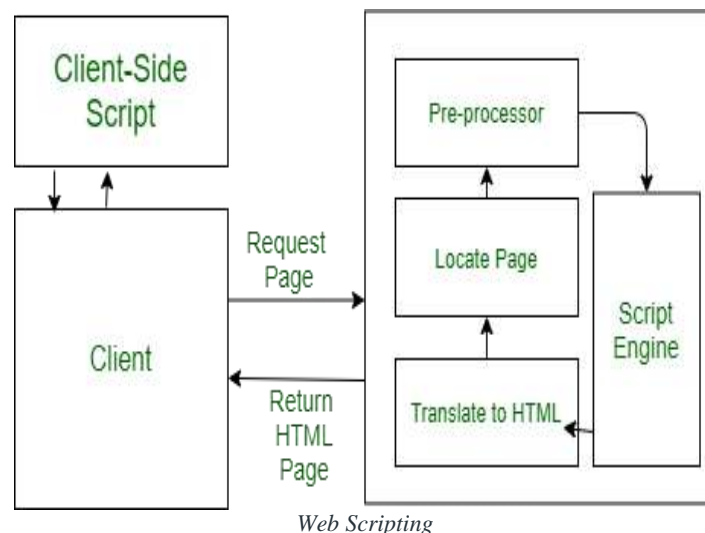 Client-Side
Script
Client
Request
Page
Return
HTML
Page
Pre-processor
Locate Page
Translate to HTML
Script
Engine
Web Scripting